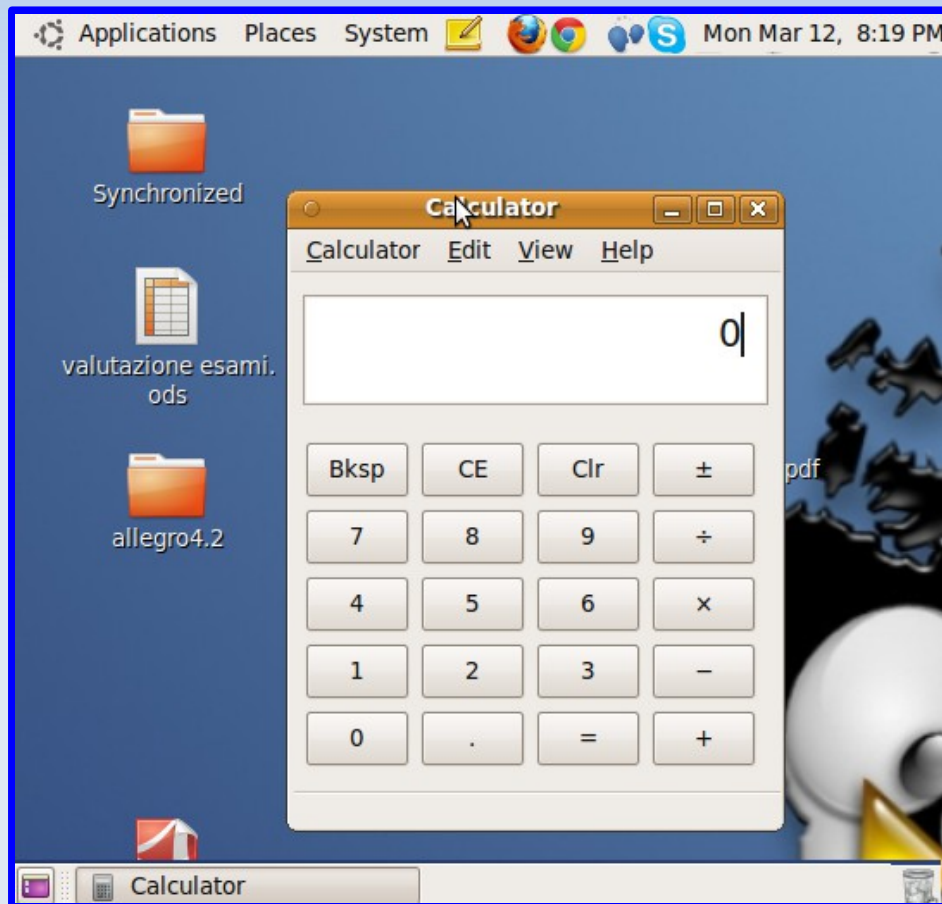 Applications Places System Mon Mar 12, 8:19 PM
Synchronized
valutazione esami.
ods
allegro4.2
Calculator
Calculator Edit View Help
0
Bksp CE Clr ±
7 8 9 ÷
4 5 6 ×
1 2 3 −
0 . = +
pdf
Calculator